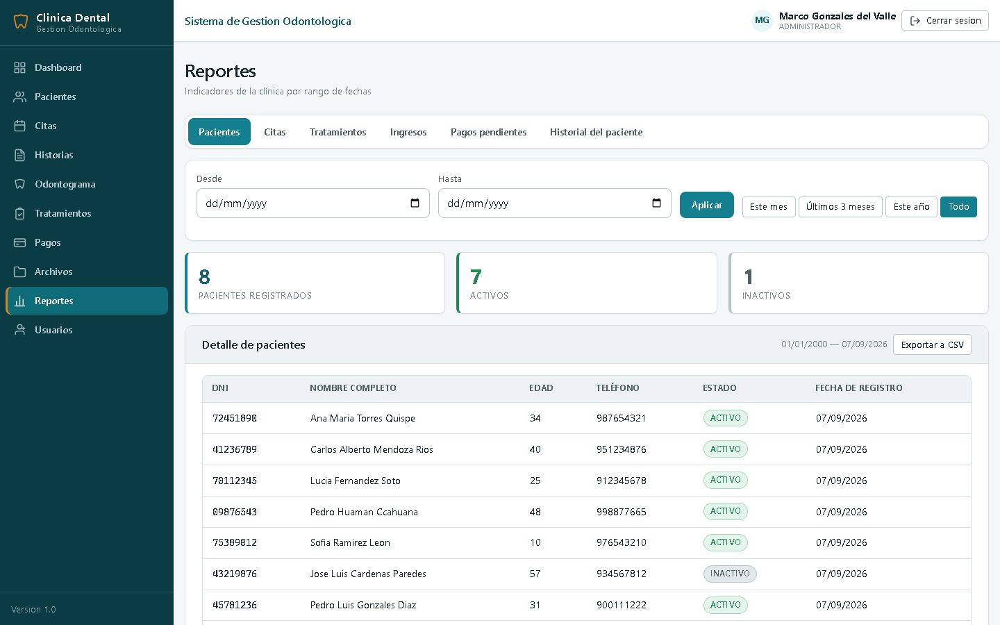 Clinica Dental
Gestion Odontologica
Dashboard
Pacientes
Citas
Historias
Odontograma
Tratamientos
Pagos
Archivos
Reportes
Usuarios
Version 1.0
Sistema de Gestion Odontologica
MG
Marco Gonzales del Valle
ADMINISTRADOR
Cerrar sesion
Reportes
Indicadores de la clínica por rango de fechas
Pacientes Citas Tratamientos Ingresos Pagos pendientes Historial del paciente
Desde Hasta
dd/mm/yyyy dd/mm/yyyy Aplicar Este mes Últimos 3 meses Este año Todo
8
PACIENTES REGISTRADOS
7
ACTIVOS
1
INACTIVOS
Detalle de pacientes 01/01/2000 — 07/09/2026 Exportar a CSV
DNI NOMBRE COMPLETO EDAD TELÉFONO ESTADO FECHA DE REGISTRO
72451890 Ana Maria Torres Quispe 34 987654321 ACTIVO 07/09/2026
41236789 Carlos Alberto Mendoza Rios 40 951234876 ACTIVO 07/09/2026
70112345 Lucia Fernandez Soto 25 912345678 ACTIVO 07/09/2026
09876543 Pedro Huaman Ccahuana 48 998877665 ACTIVO 07/09/2026
75389012 Sofia Ramirez Leon 10 976543210 ACTIVO 07/09/2026
43219876 Jose Luis Cardenas Paredes 57 934567812 INACTIVO 07/09/2026
45781236 Pedro Luis Gonzales Diaz 31 900111222 ACTIVO 07/09/2026